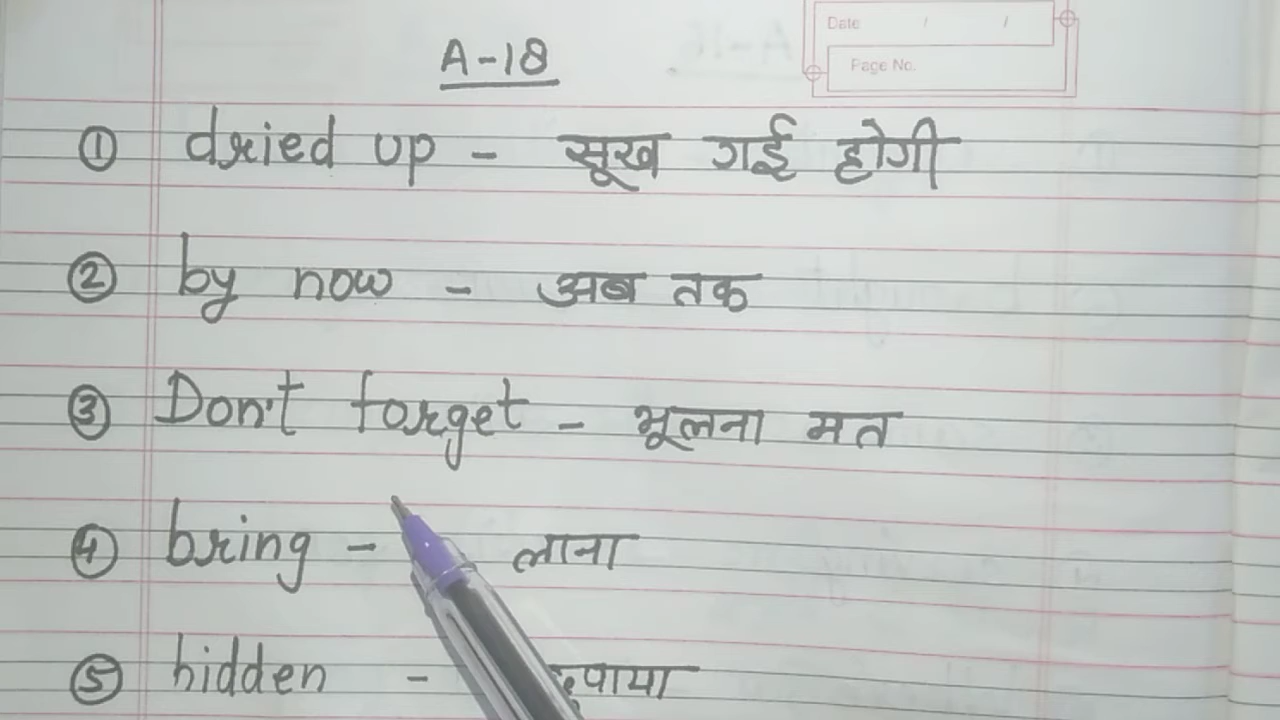 Date / /
Page No.
A-18
① dried up - सूख गई होगी
② by now - अब तक
③ Don't forget - भूलना मत
④ bring - लाना
⑤ hidden -